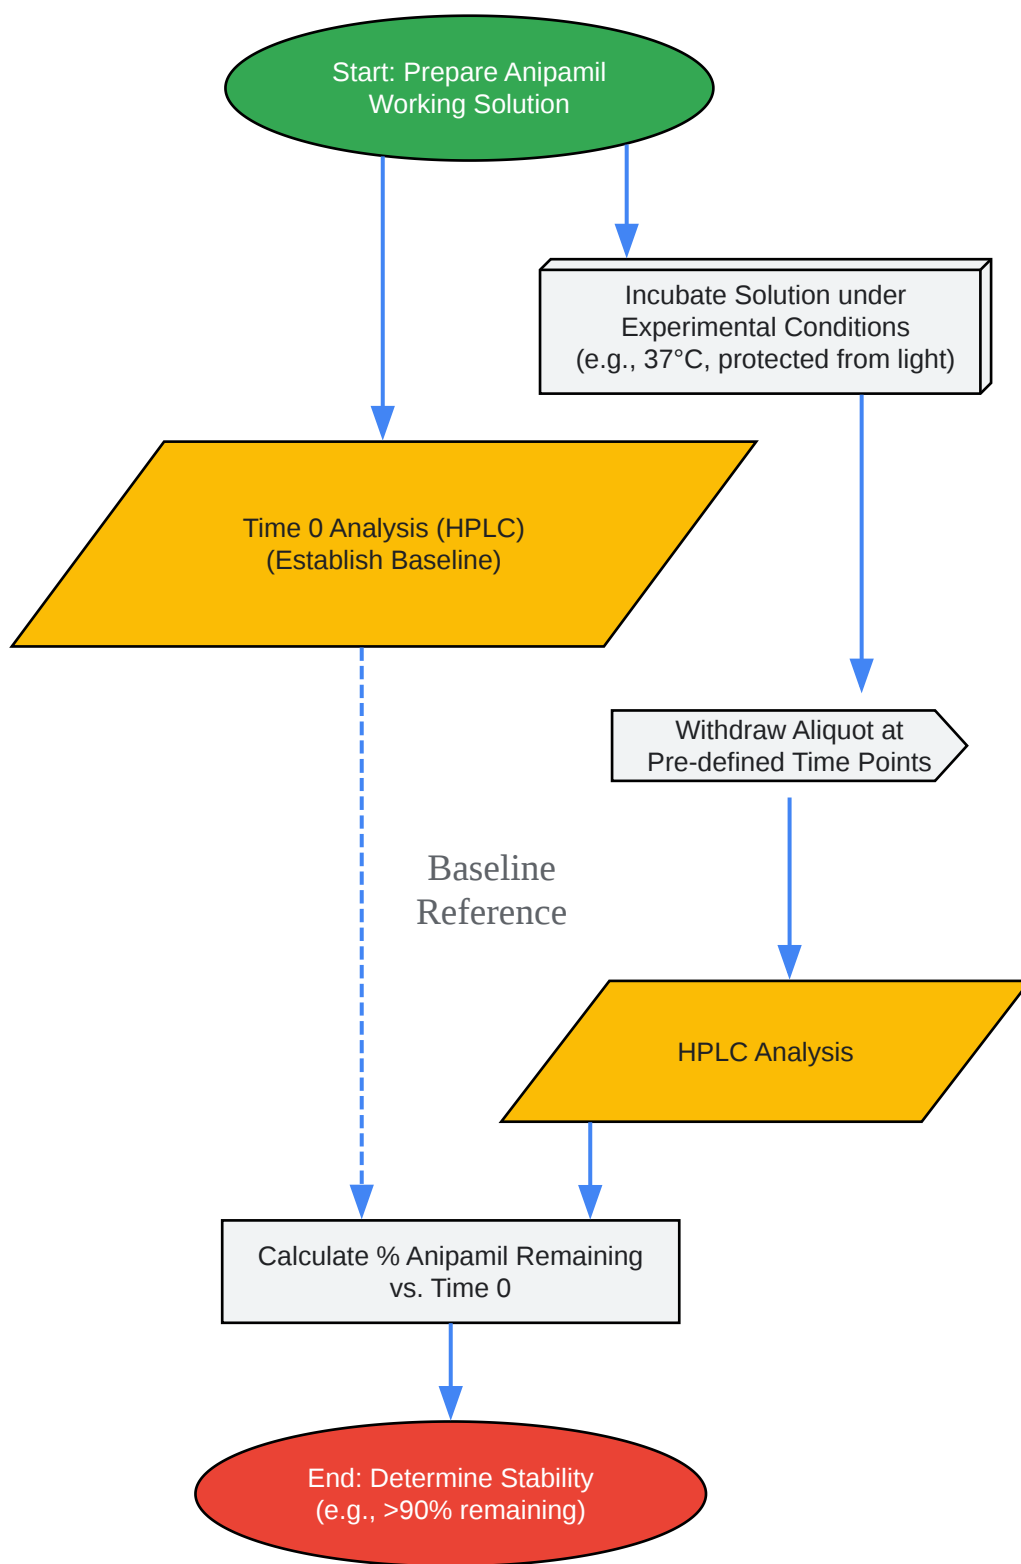 Start: Prepare Anipamil
Working Solution
Incubate Solution under
Experimental Conditions
(e.g., 37°C, protected from light)
Time 0 Analysis (HPLC)
(Establish Baseline)
Withdraw Aliquot at
Pre-defined Time Points
Baseline
Reference
HPLC Analysis
Calculate % Anipamil Remaining
vs. Time 0
End: Determine Stability
(e.g., >90% remaining)